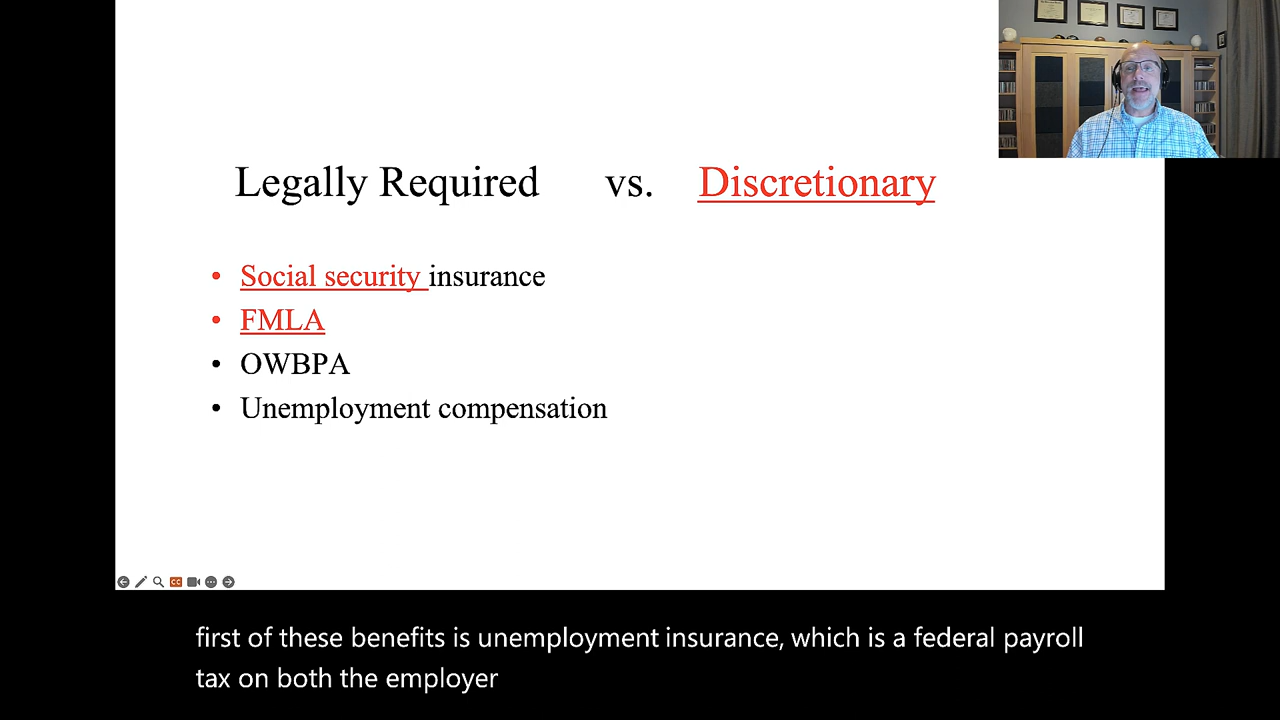 Legally Required vs. Discretionary
• Social security insurance
• FMLA
• OWBPA
• Unemployment compensation
CC
first of these benefits is unemployment insurance, which is a federal payroll
tax on both the employer